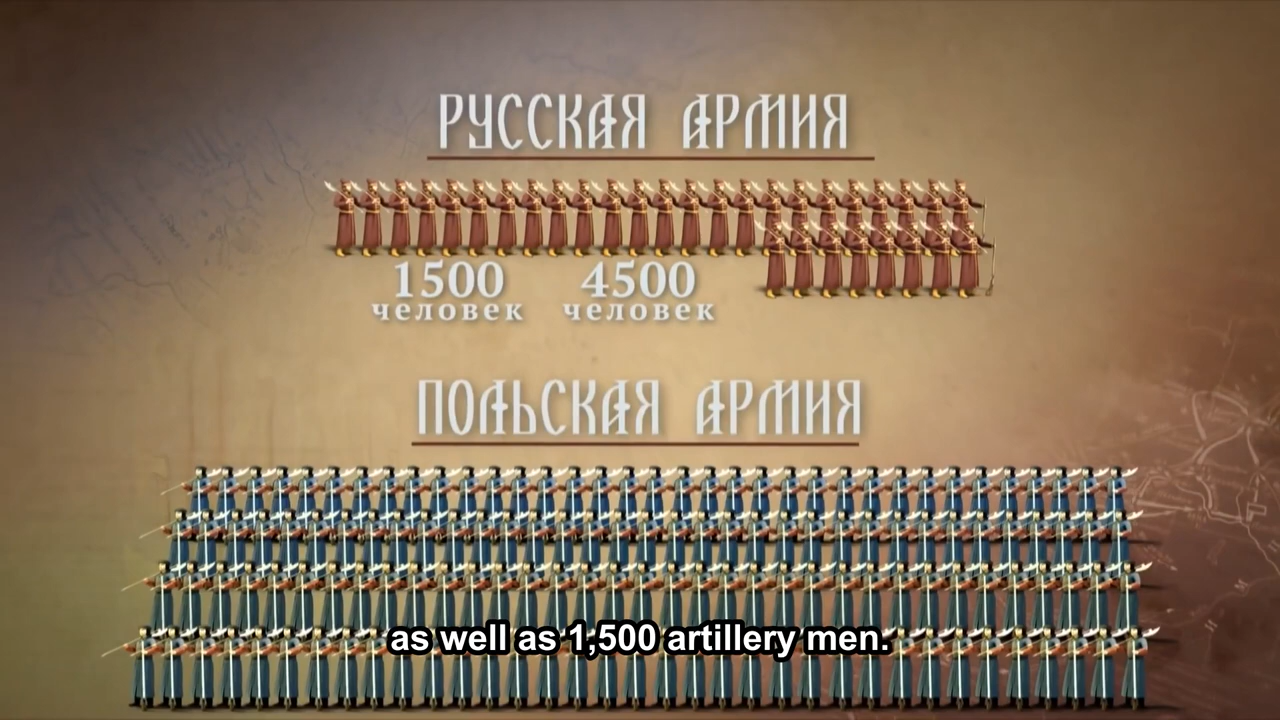 РУССКАЯ АРМИЯ
1500 4500
человек человек
ПОЛЬСКАЯ АРМИЯ
as well as 1,500 artillery men.